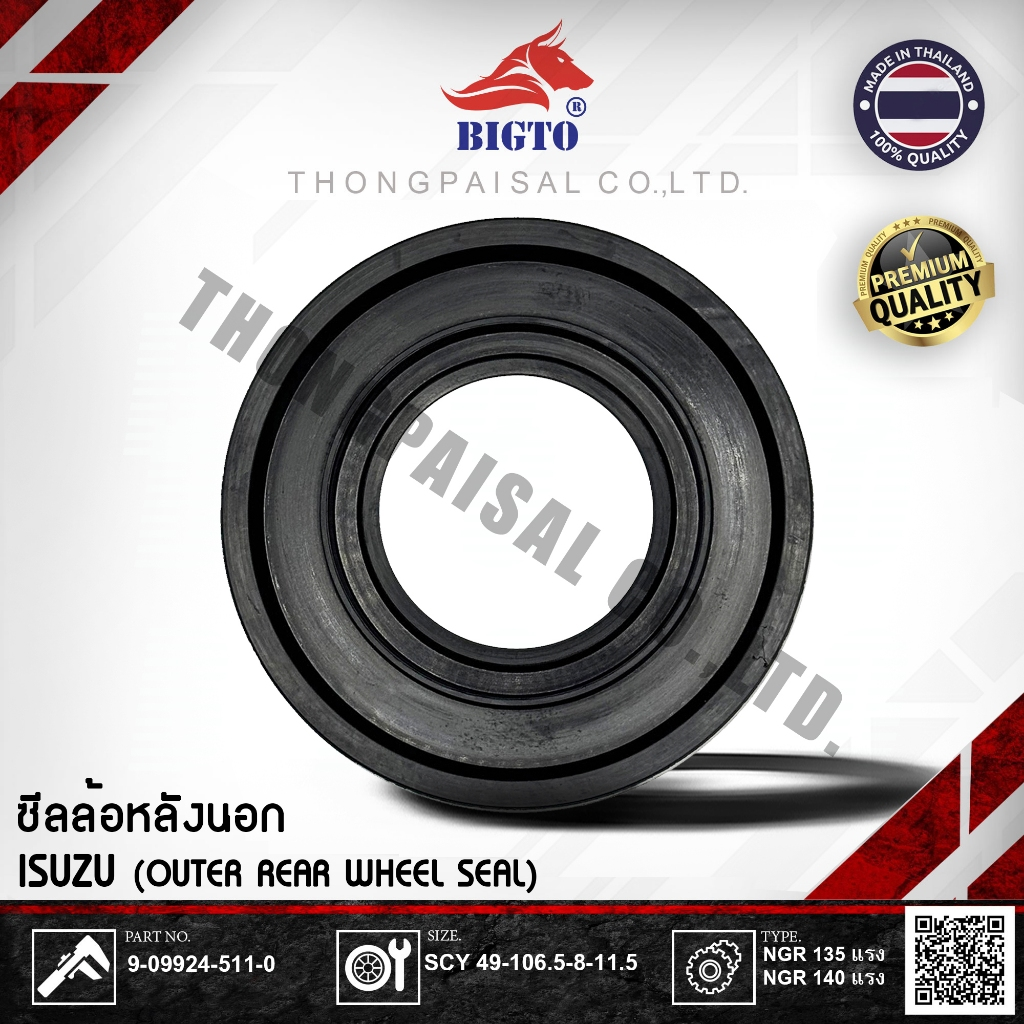 BIGTO
®
THONGPAISAL CO.,LTD.
MADE IN THAILAND
100% QUALITY
PREMIUM QUALITY ★★★ PREMIUM QUALITY
PREMIUM
QUALITY
THONGPAISAL CO.,LTD.
ซีลล้อหลังนอก
ISUZU (OUTER REAR WHEEL SEAL)
PART NO.
9-09924-511-0
SIZE.
SCY 49-106.5-8-11.5
TYPE.
NGR 135 แรง
NGR 140 แรง